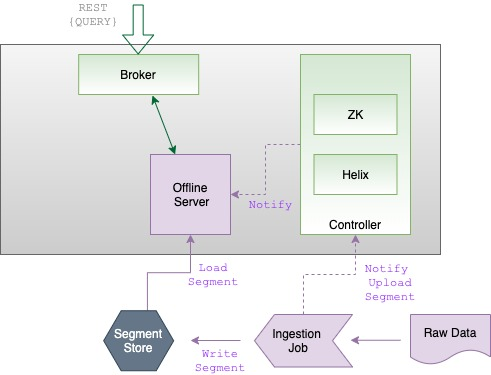 REST
{QUERY}
Broker
ZK
Offline
Server
Helix
Notify
Controller
Load
Segment
Notify
Upload
Segment
Segment
Store
Ingestion
Job
Raw Data
Write
Segment